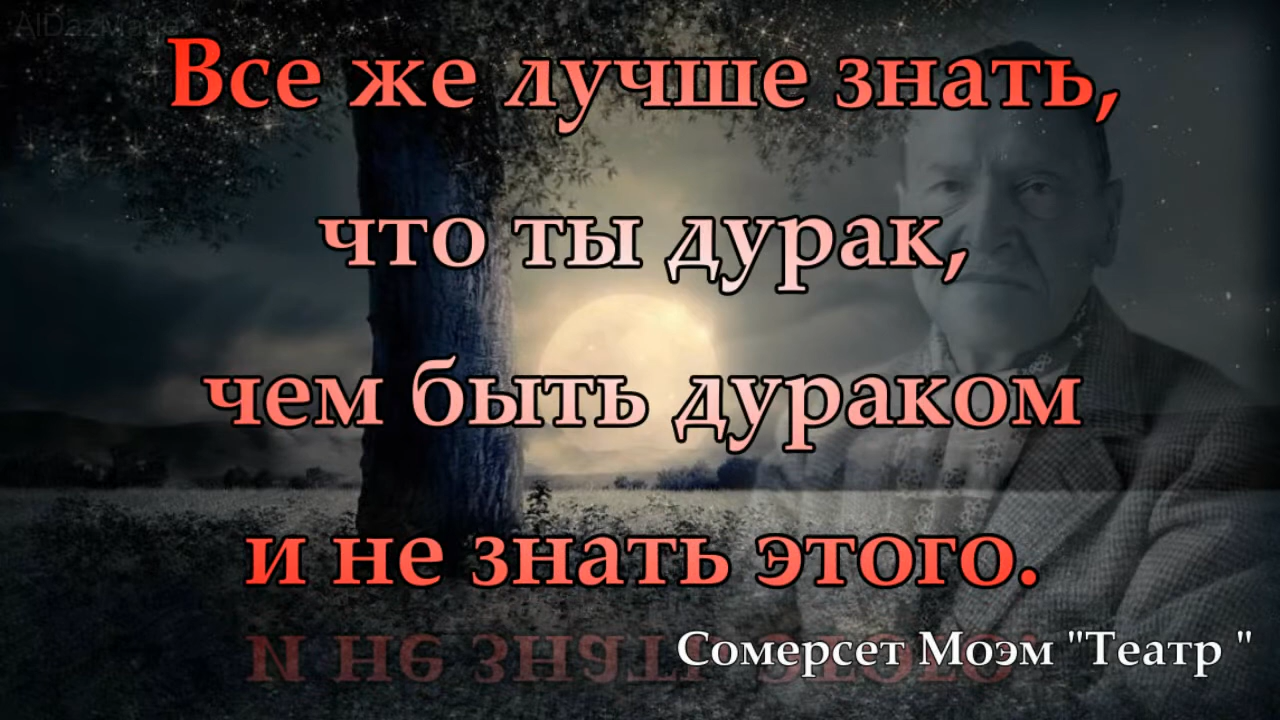 Все же лучше знать,
что ты дурак,
чем быть дураком
и не знать этого.
Сомерсет Моэм "Театр "